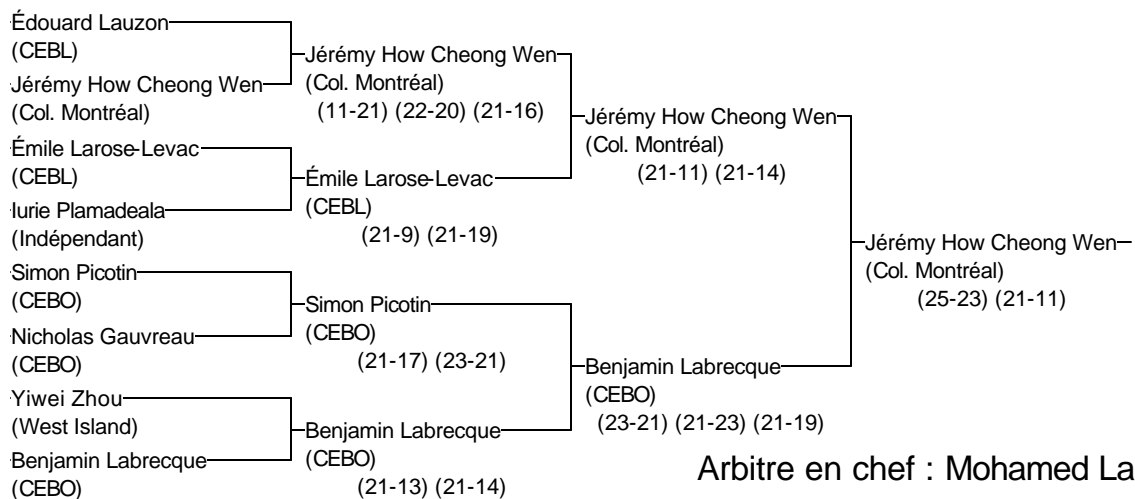 Édouard Lauzon
(CEBL)
Jérémy How Cheong Wen
(Col. Montréal)
Émile Larose-Levac
(CEBL)
Iurie Plamadeala
(Indépendant)
Simon Picotin
(CEBO)
Nicholas Gauvreau
(CEBO)
Yiwei Zhou
(West Island)
Benjamin Labrecque
(CEBO)
Jérémy How Cheong Wen
(Col. Montréal)
(11-21) (22-20) (21-16)
Émile Larose-Levac
(CEBL)
(21-9) (21-19)
Simon Picotin
(CEBO)
(21-17) (23-21)
Benjamin Labrecque
(CEBO)
(21-13) (21-14)
Jérémy How Cheong Wen
(Col. Montréal)
(21-11) (21-14)
Benjamin Labrecque
(CEBO)
(23-21) (21-23) (21-19)
Jérémy How Cheong Wen
(Col. Montréal)
(25-23) (21-11)
Arbitre en chef : Mohamed La